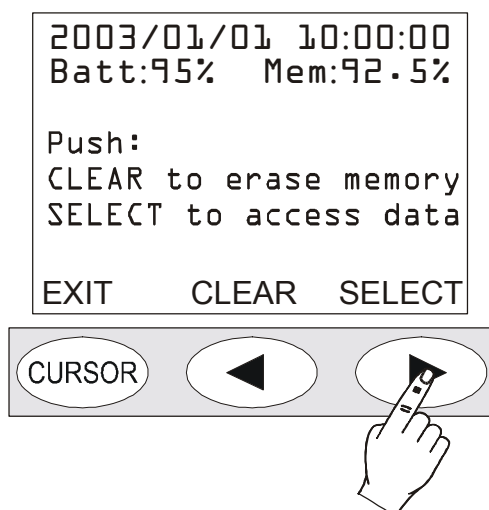 2003/01/01 10:00:00
Batt:95% Mem:92.5%
Push:
CLEAR to erase memory
SELECT to access data
EXIT CLEAR SELECT
CURSOR